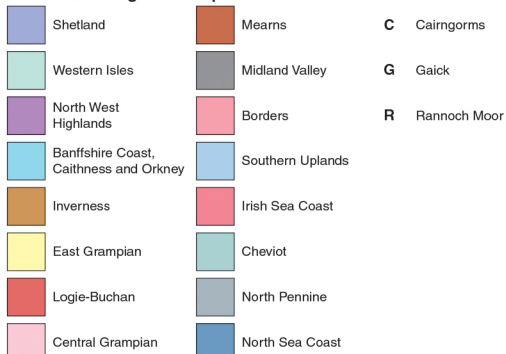 Shetland
Western Isles
North West
Highlands
Banffshire Coast,
Caithness and Orkney
Inverness
East Grampian
Logie-Buchan
Central Grampian
Mearns
Midland Valley
Borders
Southern Uplands
Irish Sea Coast
Cheviot
North Pennine
North Sea Coast
C Cairngorms
G Gaick
R Rannoch Moor